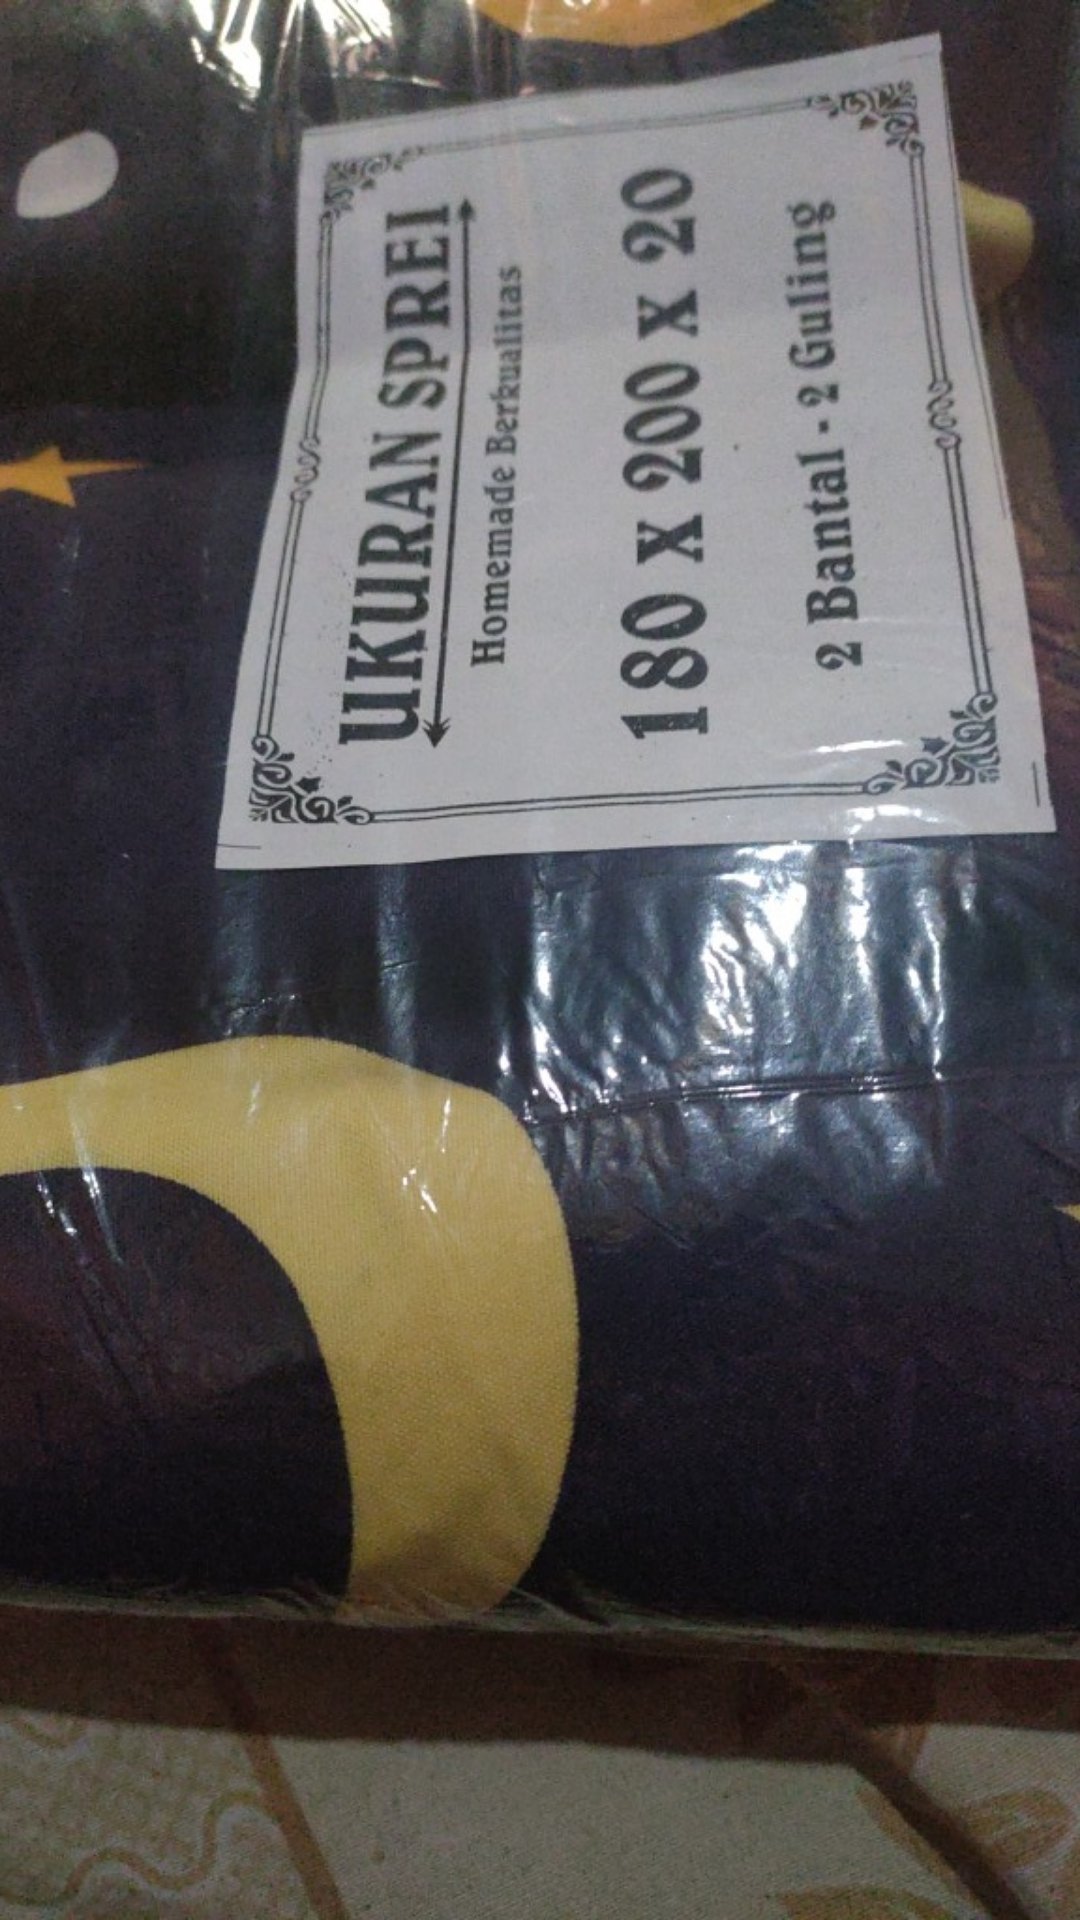 UKURAN SPREI
Homemade Berkualitas
180 X 200 X 20
2 Bantal - 2 Guling